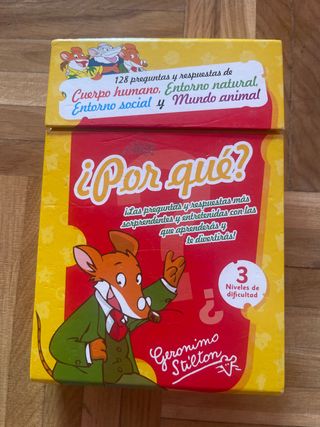 128 preguntas y respuestas de
Cuerpo humano, Entorno natural,
Entorno social y Mundo animal
¿Por qué?
¡Las preguntas y respuestas más
sorprendentes y entretenidas con las
que aprenderás y
te divertirás!
3
Niveles de
dificultad
?
Geronimo
Stilton